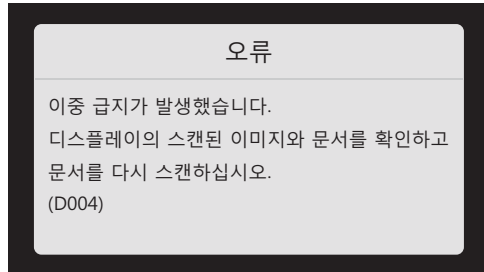 오류
이중 급지가 발생했습니다.
디스플레이의 스캔된 이미지와 문서를 확인하고
문서를 다시 스캔하십시오.
(D004)